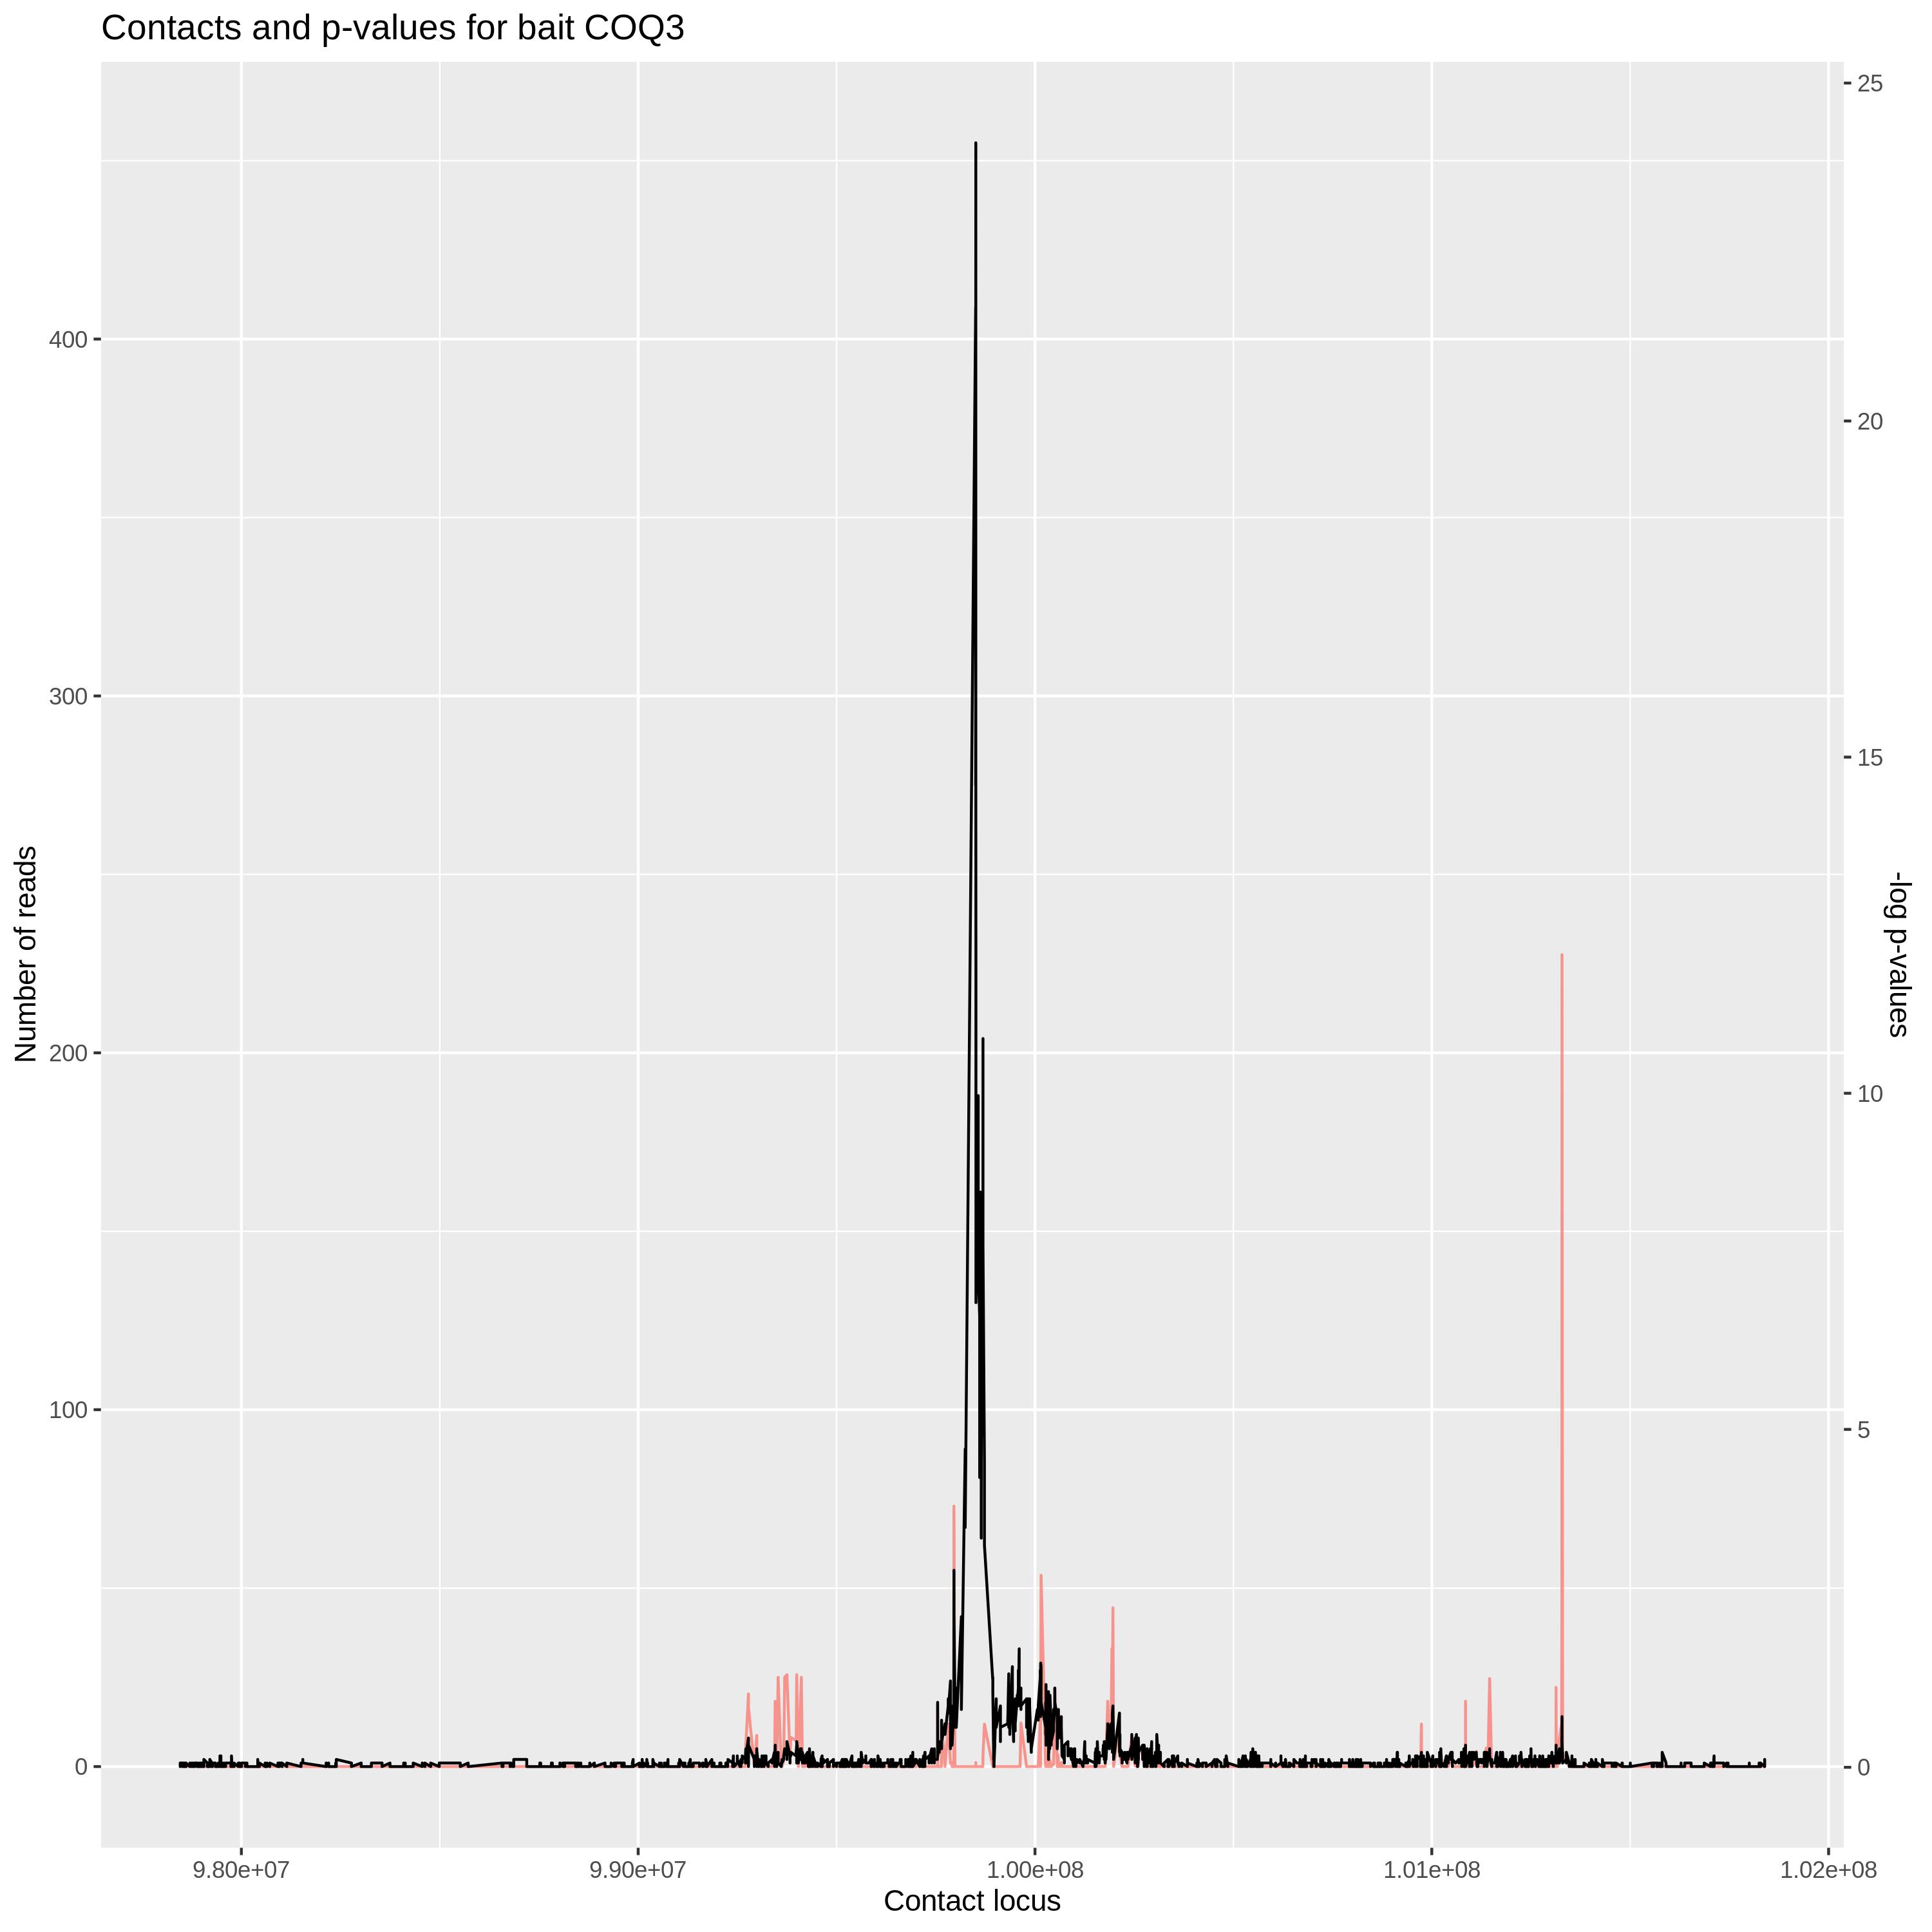 Contacts and p-values for bait COQ3
25
400
20
300
15
Number of reads
-log p-values
200
10
100
5
0
0
9.80e+07
9.90e+07
1.00e+08
1.01e+08
1.02e+08
Contact locus